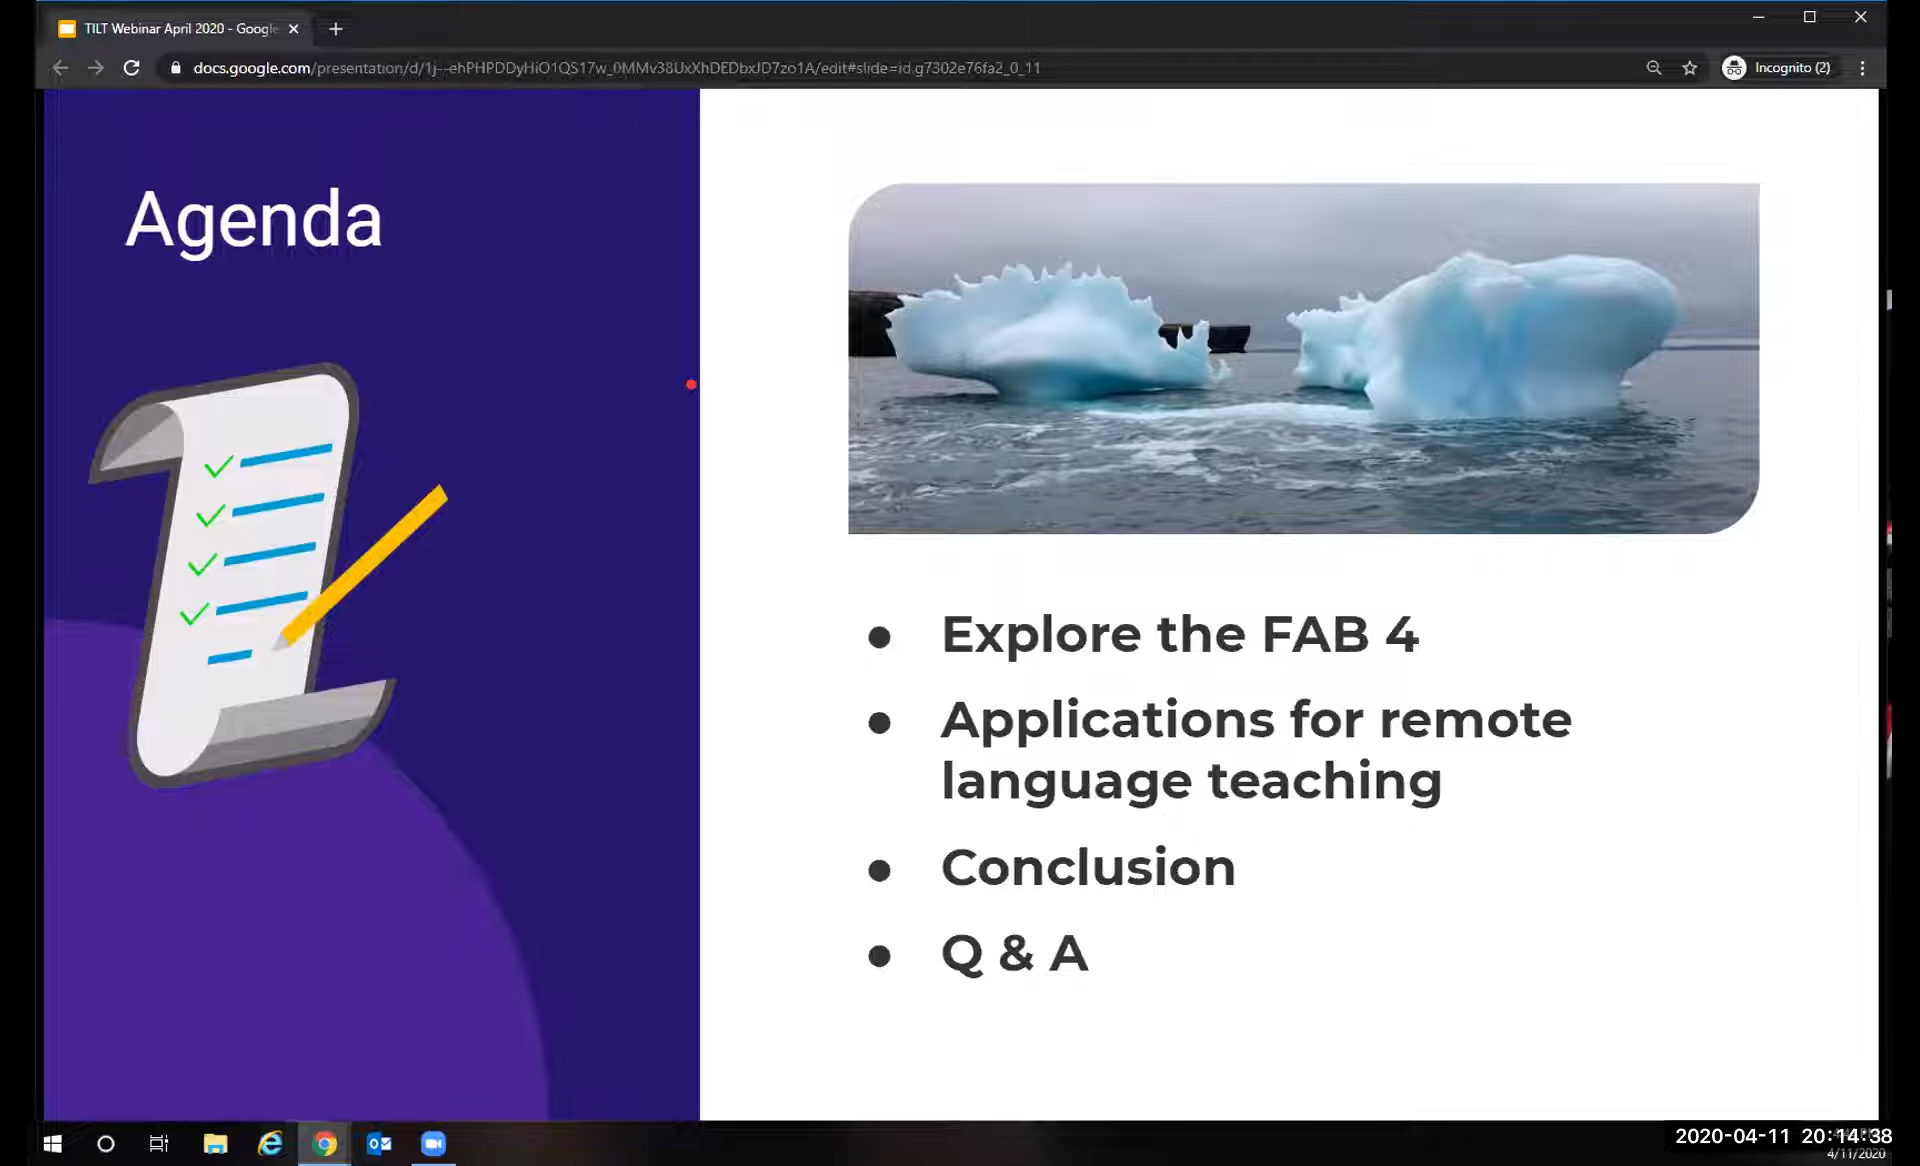 TILT Webinar April 2020 - Google
docs.google.com/presentation/d/1j--ehPHPDDyHiO1QS17w_0MMv38UxXhDEDbxJD7zo1A/edit#slide=id.g7302e76fa2_0_11
Incognito (2)
Agenda
● Explore the FAB 4
● Applications for remote
language teaching
● Conclusion
● Q & A
2020-04-11 20:14:38
4/11/2020